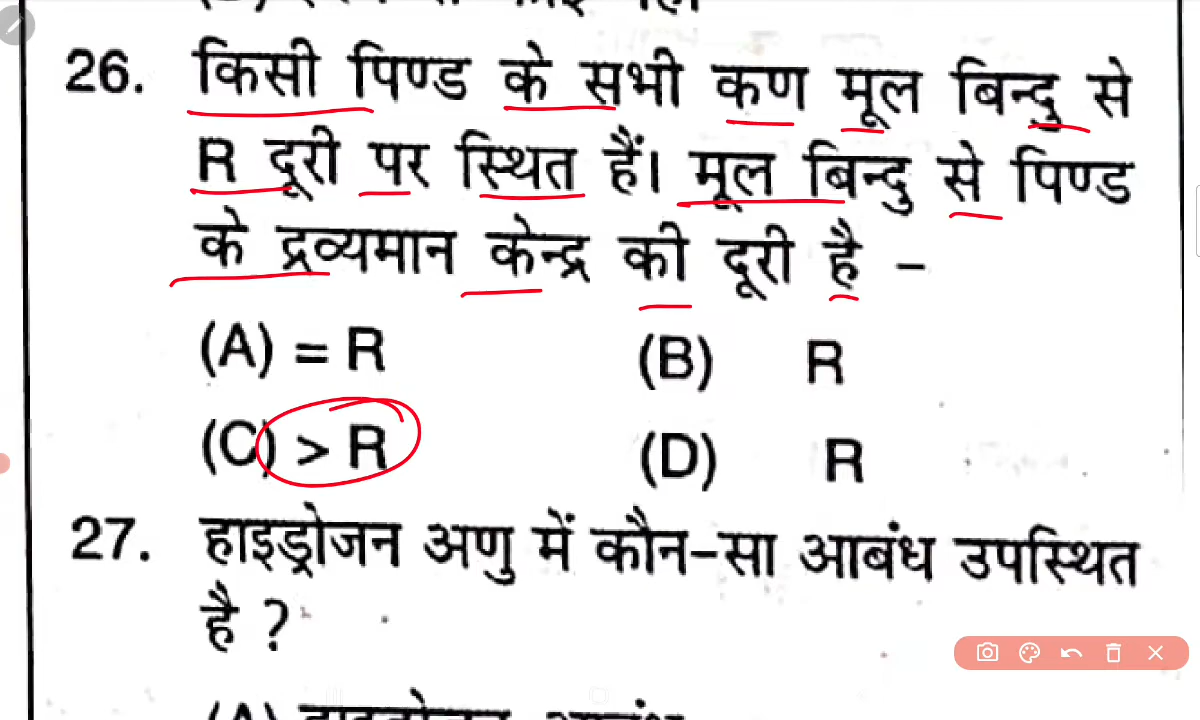 26. किसी पिण्ड के सभी कण मूल बिन्दु से
R दूरी पर स्थित हैं। मूल बिन्दु से पिण्ड
के द्रव्यमान केन्द्र की दूरी है –
(A) = R (B) R
(C) > R (D) R
27. हाइड्रोजन अणु में कौन-सा आबंध उपस्थित
है ?